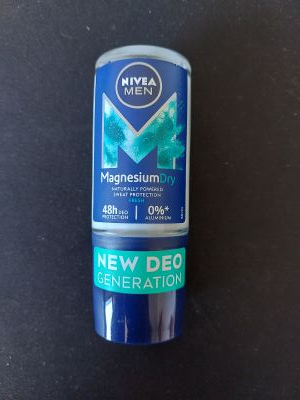 NIVEA
MEN
M
MagnesiumDry
NATURALLY POWERED
SWEAT PROTECTION
FRESH
48h DEO PROTECTION 0%* ALUMINIUM
NEW DEO
GENERATION